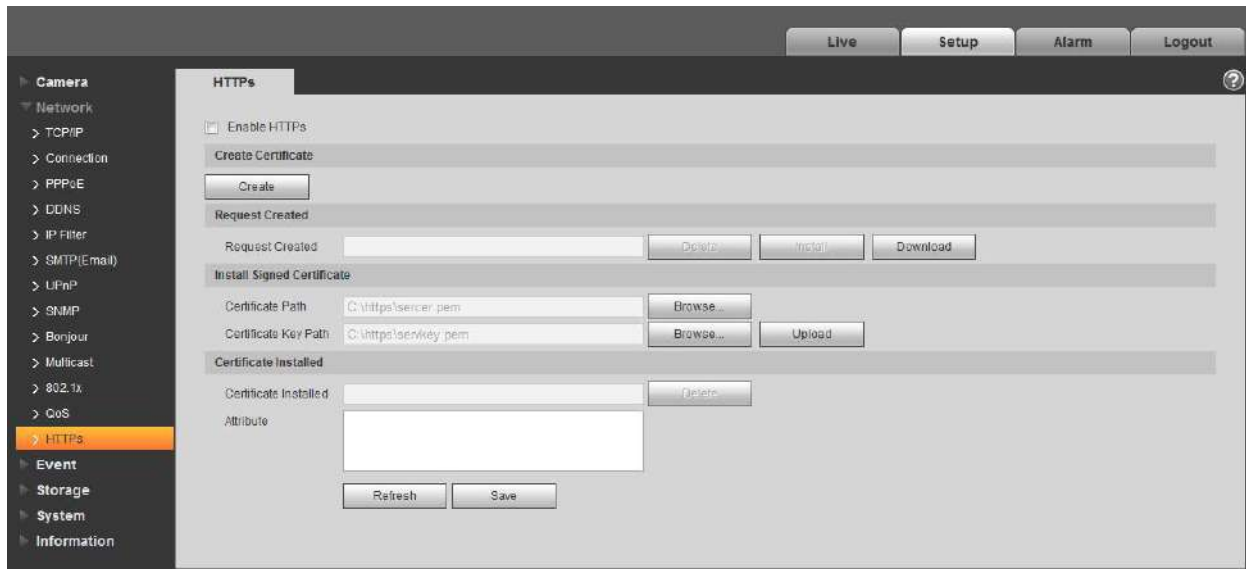 Live Setup Alarm Logout
Camera
Network
> TCP/IP
> Connection
> PPPoE
> DDNS
> IP Filter
> SMTP(Email)
> UPnP
> SNMP
> Bonjour
> Multicast
> 802.1x
> QoS
> HTTPs
Event
Storage
System
Information
HTTPs
?
Enable HTTPs
Create Certificate
Create
Request Created
Request Created Delete Install Download
Install Signed Certificate
Certificate Path C:\https\sercer.pem Browse...
Certificate Key Path C:\https\servkey.pem Browse... Upload
Certificate Installed
Certificate Installed Delete
Attribute
Refresh Save